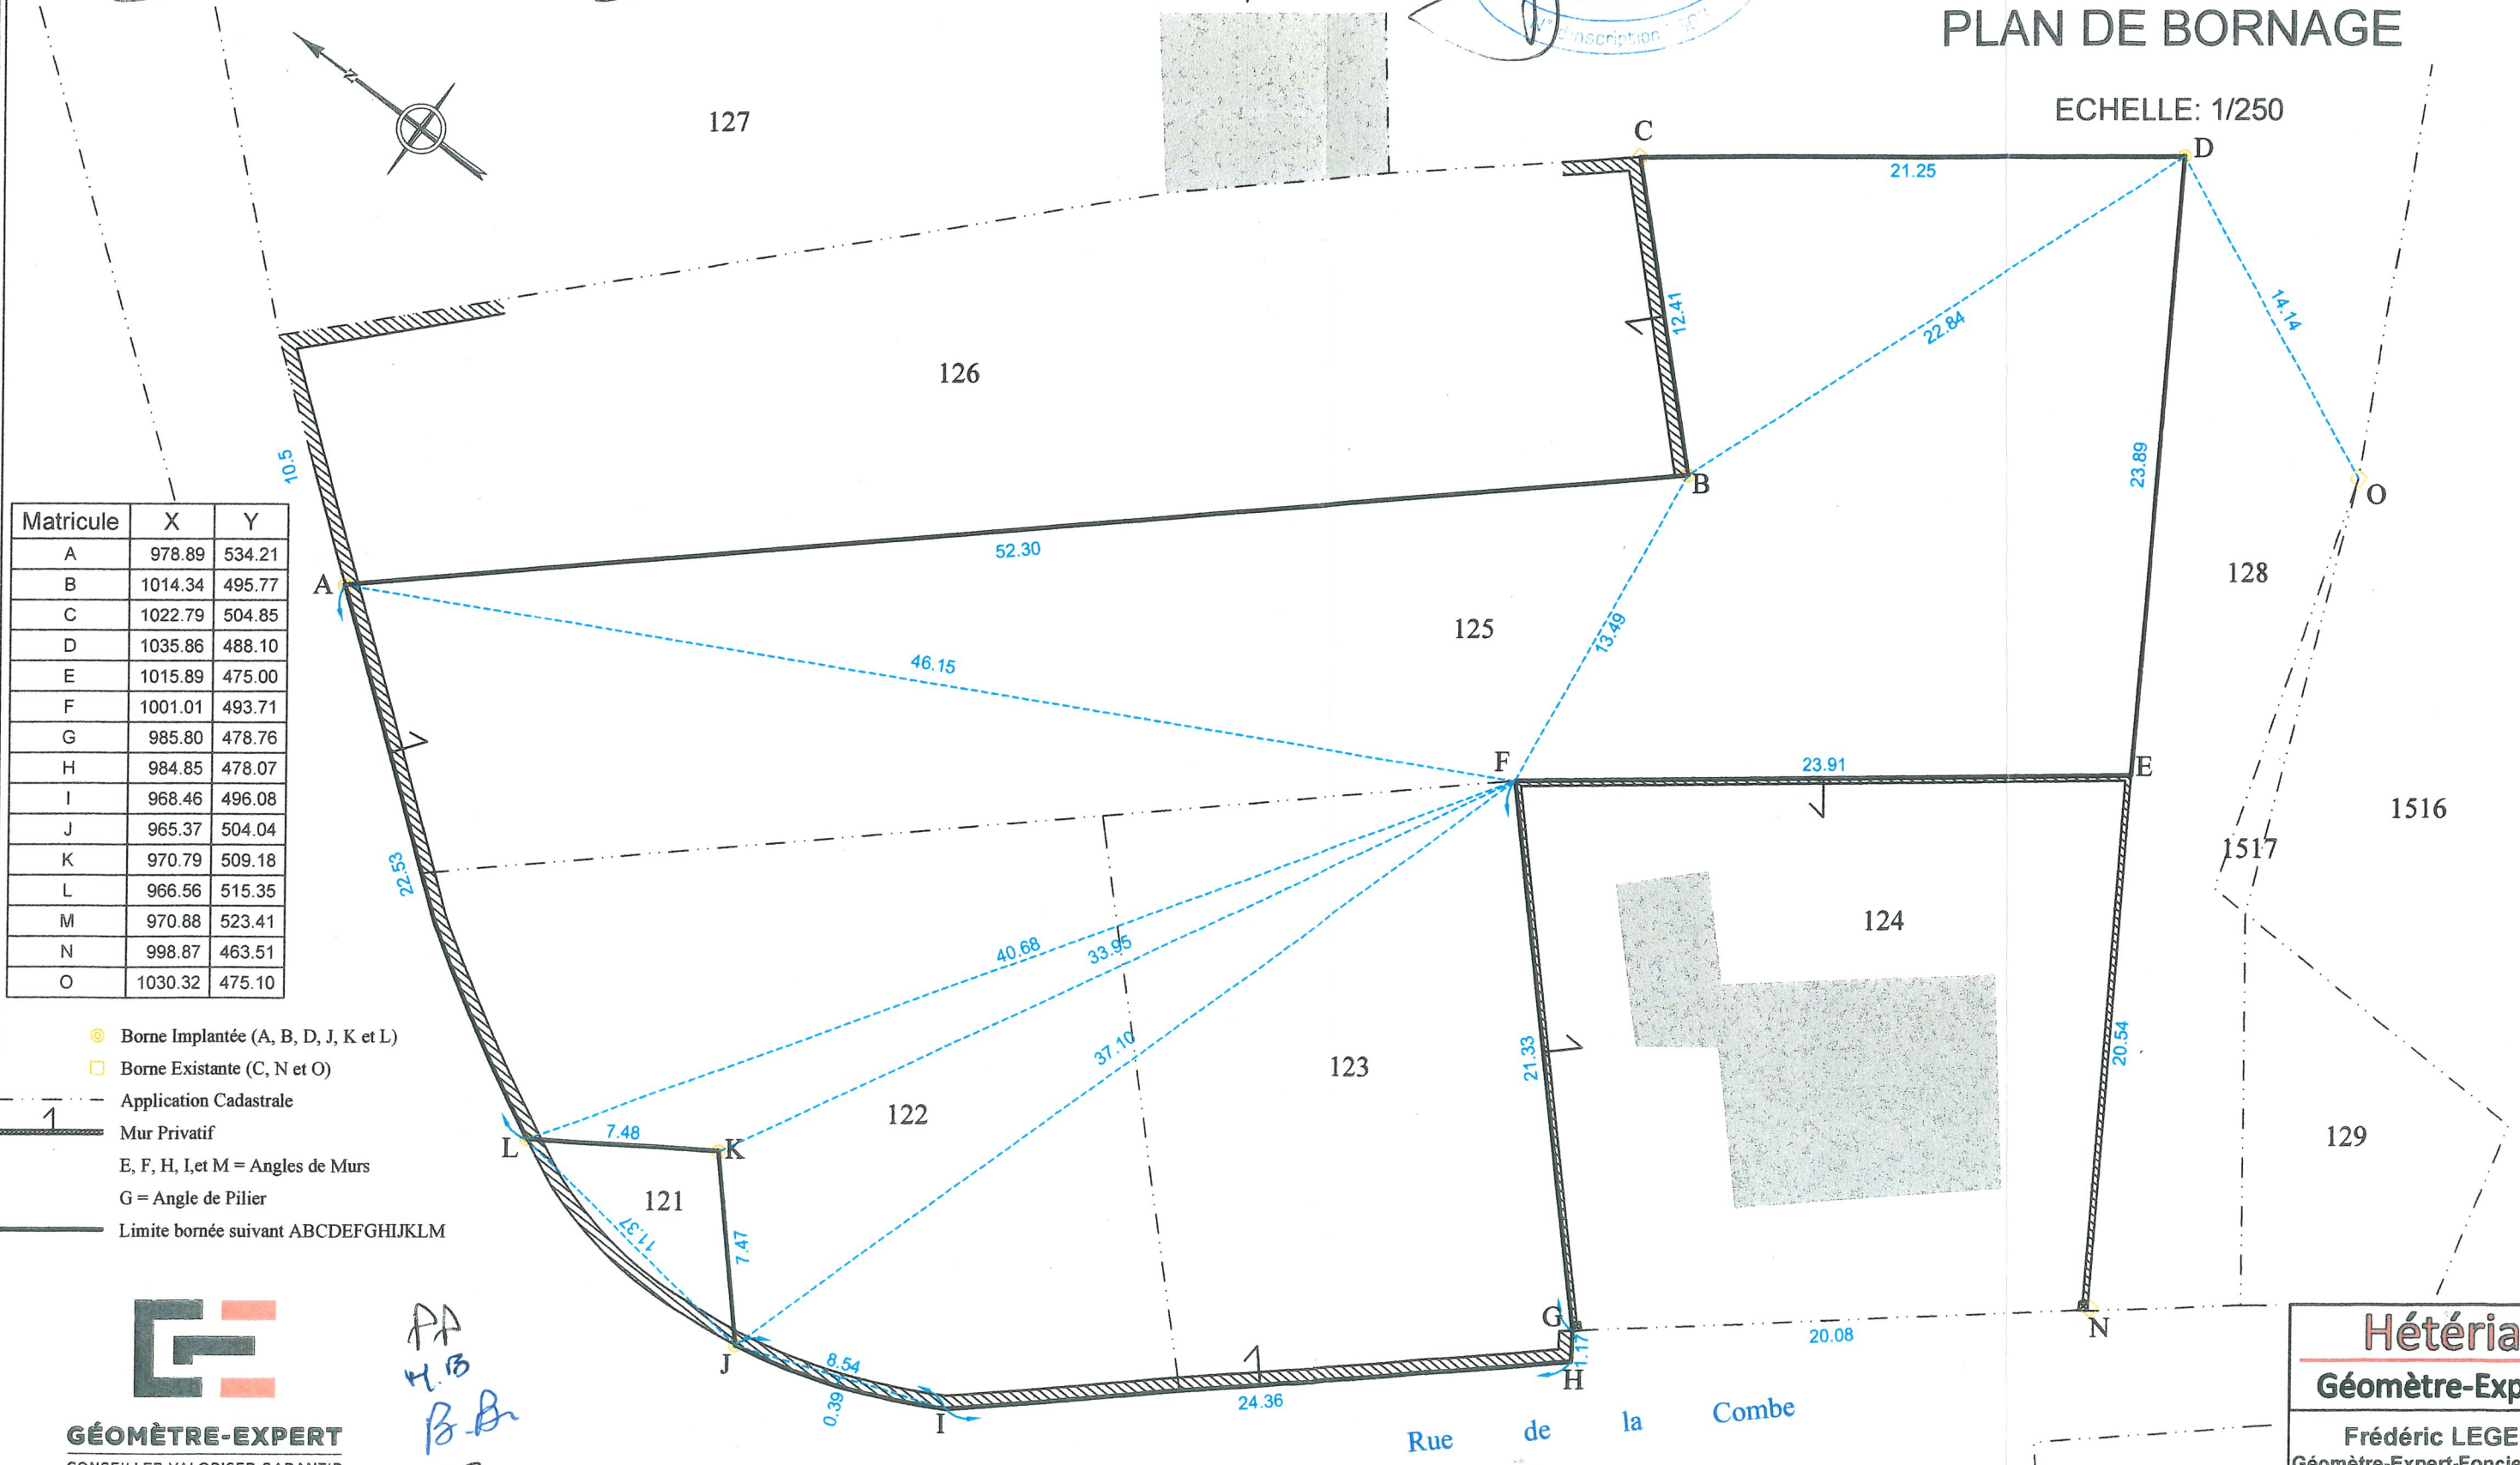 N° d'inscription
PLAN DE BORNAGE
ECHELLE: 1/250
N
127
C
D
21.25
12.41
22.84
14.14
126
10.5
B
O
23.89
52.30
A
128
125
13.49
46.15
F
23.91
E
1516
1517
22.53
124
40.68
33.95
37.10
123
21.33
20.54
122
129
L
7.48
K
121
7.47
11.37
J
8.54
0.39
I
24.36
G
1.17
H
20.08
N
Rue de la Combe
Matricule X Y
A 978.89 534.21
B 1014.34 495.77
C 1022.79 504.85
D 1035.86 488.10
E 1015.89 475.00
F 1001.01 493.71
G 985.80 478.76
H 984.85 478.07
I 968.46 496.08
J 965.37 504.04
K 970.79 509.18
L 966.56 515.35
M 970.88 523.41
N 998.87 463.51
O 1030.32 475.10
Borne Implantée (A, B, D, J, K et L)
Borne Existante (C, N et O)
Application Cadastrale
Mur Privatif
E, F, H, I,et M = Angles de Murs
G = Angle de Pilier
Limite bornée suivant ABCDEFGHIJKLM
GÉOMÈTRE-EXPERT
CONSEILLER VALORISER GARANTIR
PP
M.B
B.B
Hétéria
Géomètre-Exp
Frédéric LEGE
Géomètre-Expert-Foncie